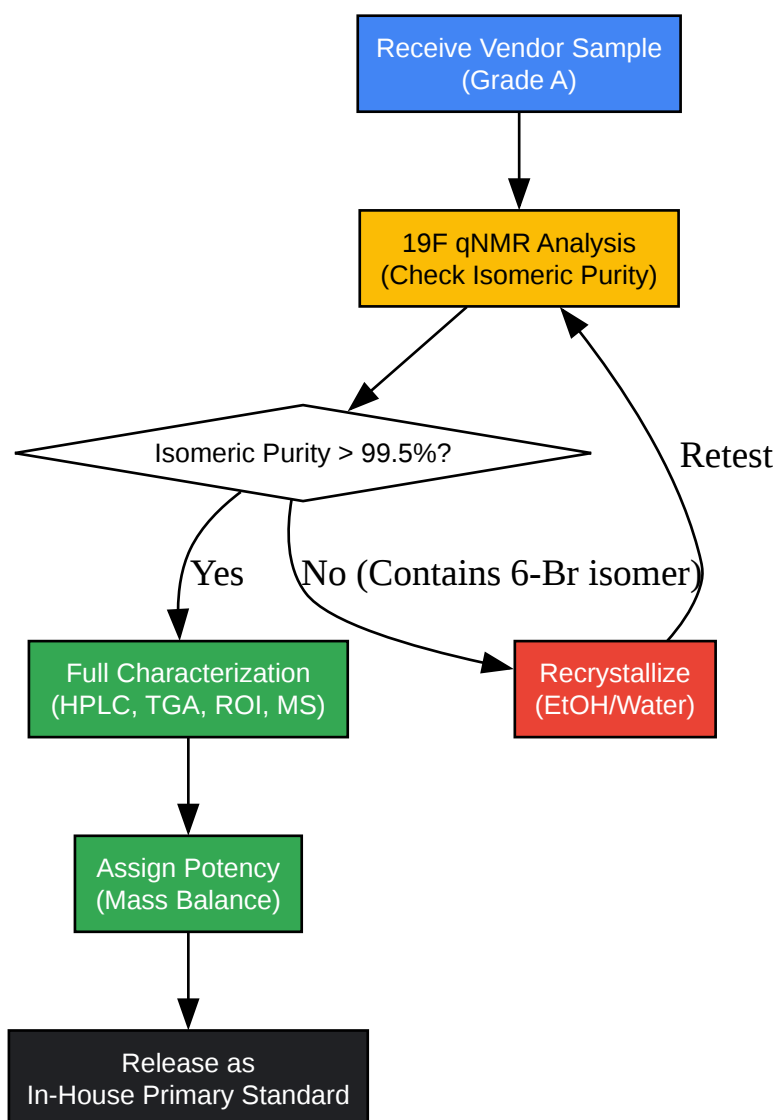 Receive Vendor Sample
(Grade A)
19F qNMR Analysis
(Check Isomeric Purity)
Isomeric Purity > 99.5%?
Retest
Yes
No (Contains 6-Br isomer)
Full Characterization
(HPLC, TGA, ROI, MS)
Recrystallize
(EtOH/Water)
Assign Potency
(Mass Balance)
Release as
In-House Primary Standard